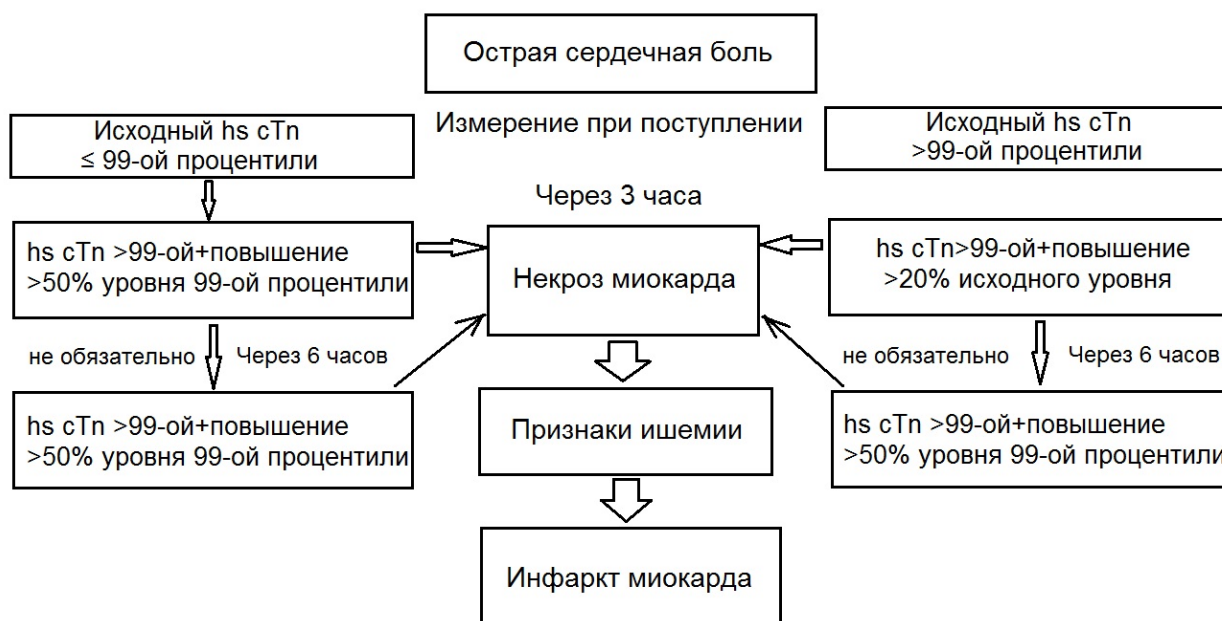 Острая сердечная боль
Исходный hs cTn
≤ 99-ой процентили
Измерение при поступлении
Исходный hs cTn
>99-ой процентили
Через 3 часа
hs cTn >99-ой+повышение
>50% уровня 99-ой процентили
Некроз миокарда
hs cTn>99-ой+повышение
>20% исходного уровня
не обязательно
Через 6 часов
не обязательно
Через 6 часов
hs cTn >99-ой+повышение
>50% уровня 99-ой процентили
Признаки ишемии
hs cTn >99-ой+повышение
>50% уровня 99-ой процентили
Инфаркт миокарда